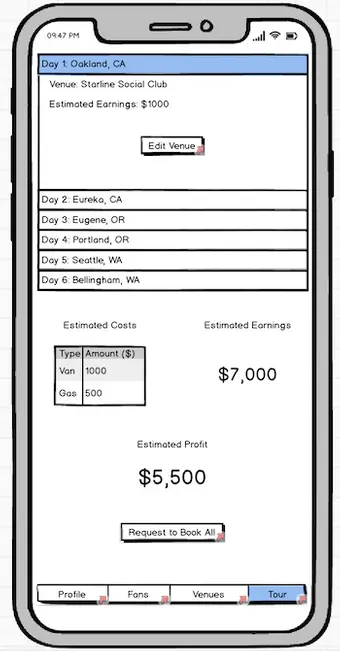 09:47 PM
Day 1: Oakland, CA
Venue: Starline Social Club
Estimated Earnings: $1000
Edit Venue
Day 2: Eureka, CA
Day 3: Eugene, OR
Day 4: Portland, OR
Day 5: Seattle, WA
Day 6: Bellingham, WA
Estimated Costs
Estimated Earnings
Type Amount ($)
Van 1000
Gas 500
$7,000
Estimated Profit
$5,500
Request to Book All
Profile Fans Venues Tour